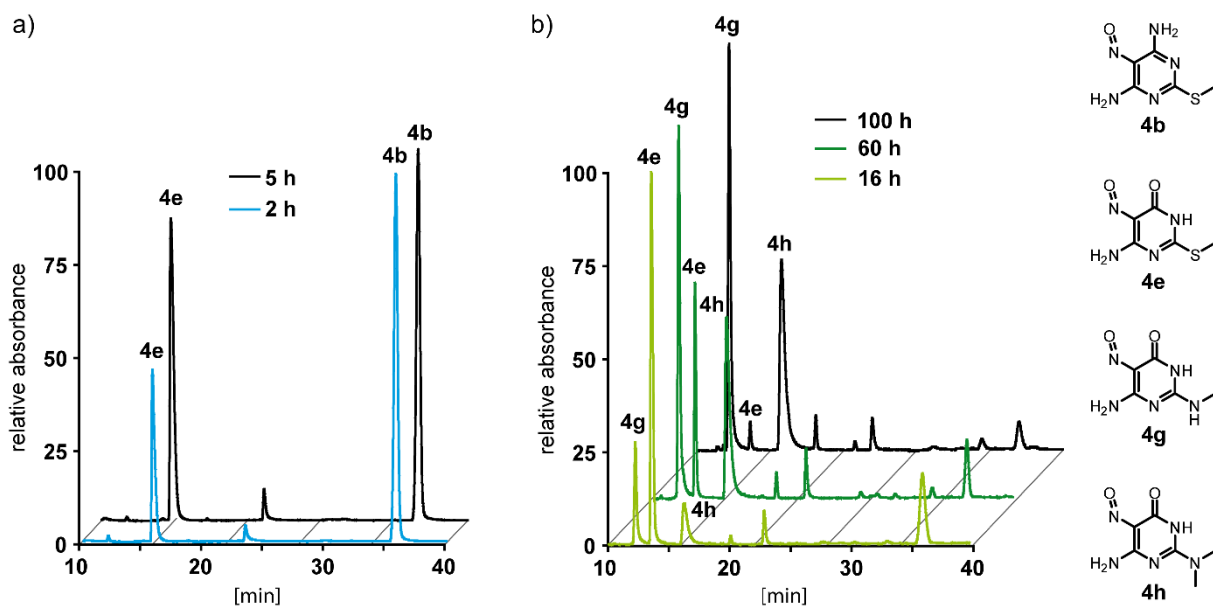 a)
relative absorbance
100
75
50
25
0
10
20
30
40
[min]
5 h
2 h
4e
4e
4b
4b
b)
relative absorbance
100
75
50
25
0
10
20
30
40
[min]
100 h
60 h
16 h
4g
4g
4e
4h
4e
4h
4e
4g
4h
O
N
NH2
N
H2N
N
S
4b
O
N
O
NH
H2N
N
S
4e
O
N
O
NH
H2N
N
N
H
4g
O
N
O
NH
H2N
N
N
4h